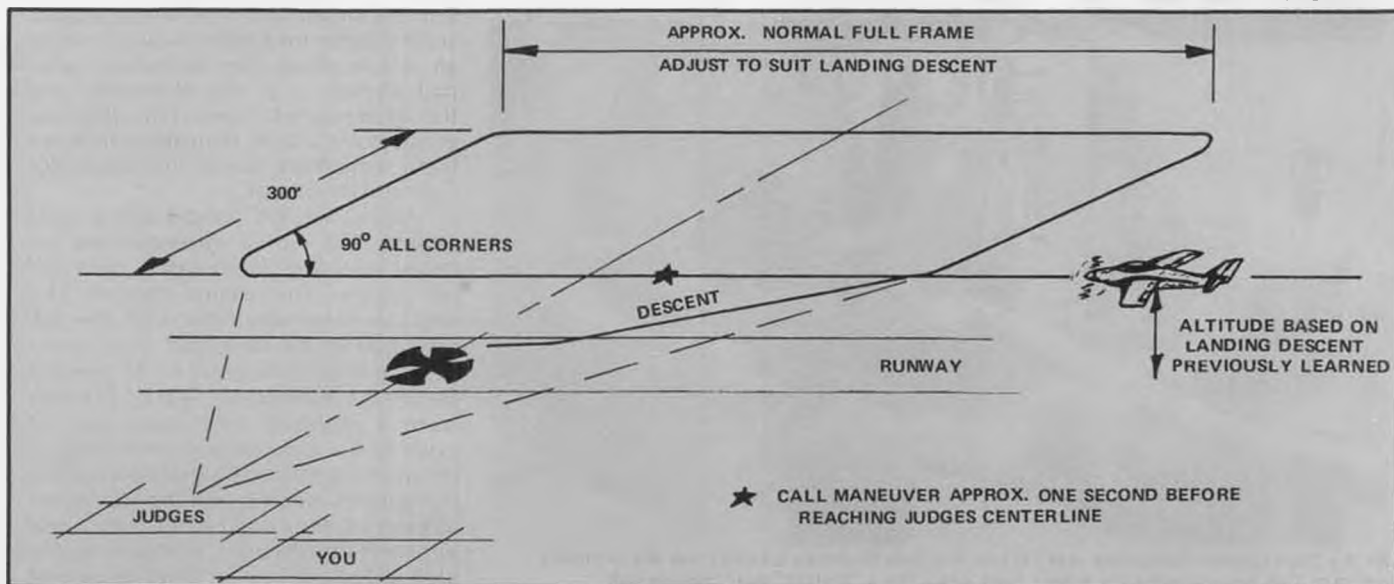 APPROX. NORMAL FULL FRAME
ADJUST TO SUIT LANDING DESCENT
300'
90° ALL CORNERS
DESCENT
RUNWAY
ALTITUDE BASED ON
LANDING DESCENT
PREVIOUSLY LEARNED
JUDGES
YOU
★ CALL MANEUVER APPROX. ONE SECOND BEFORE
REACHING JUDGES CENTERLINE